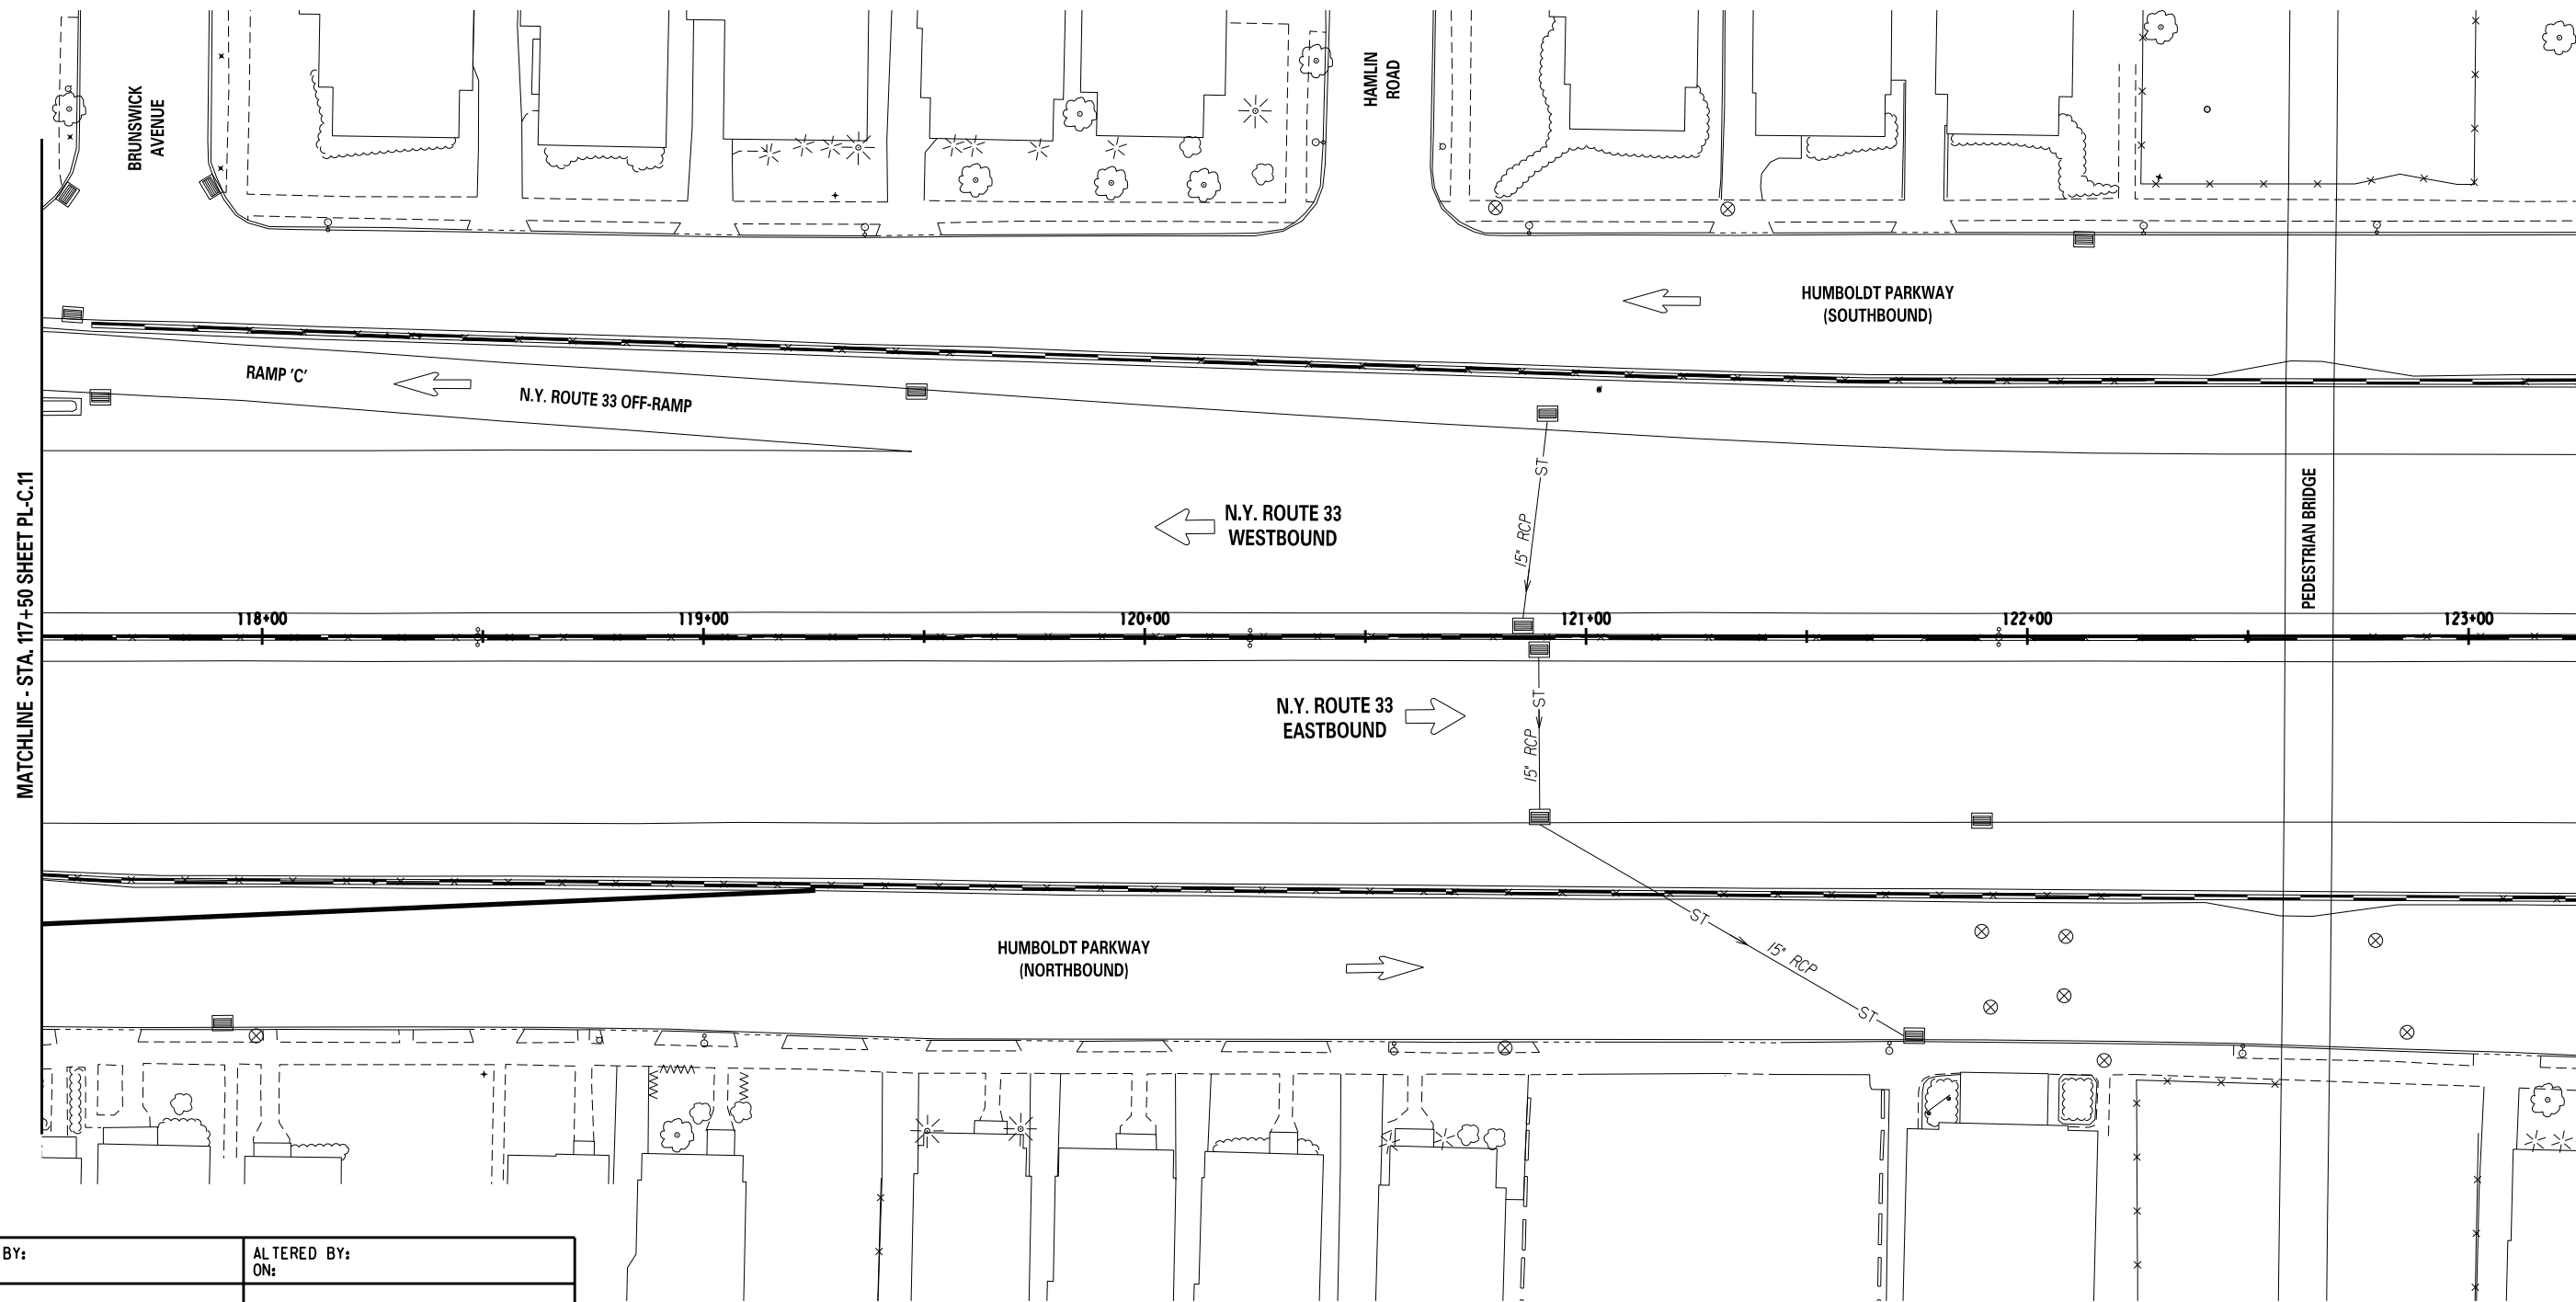 BRUNSWICK
AVENUE
HAMLIN
ROAD
HUMBOLDT PARKWAY
(SOUTHBOUND)
RAMP 'C'
N.Y. ROUTE 33 OFF-RAMP
MATCHLINE - STA. 117+50 SHEET PL-C.11
ST
15" RCP
N.Y. ROUTE 33
WESTBOUND
PEDESTRIAN BRIDGE
118+00
119+00
120+00
121+00
122+00
123+00
ST
15" RCP
N.Y. ROUTE 33
EASTBOUND
HUMBOLDT PARKWAY
(NORTHBOUND)
ST
15" RCP
ST
BY:
ALTERED BY:
ON: